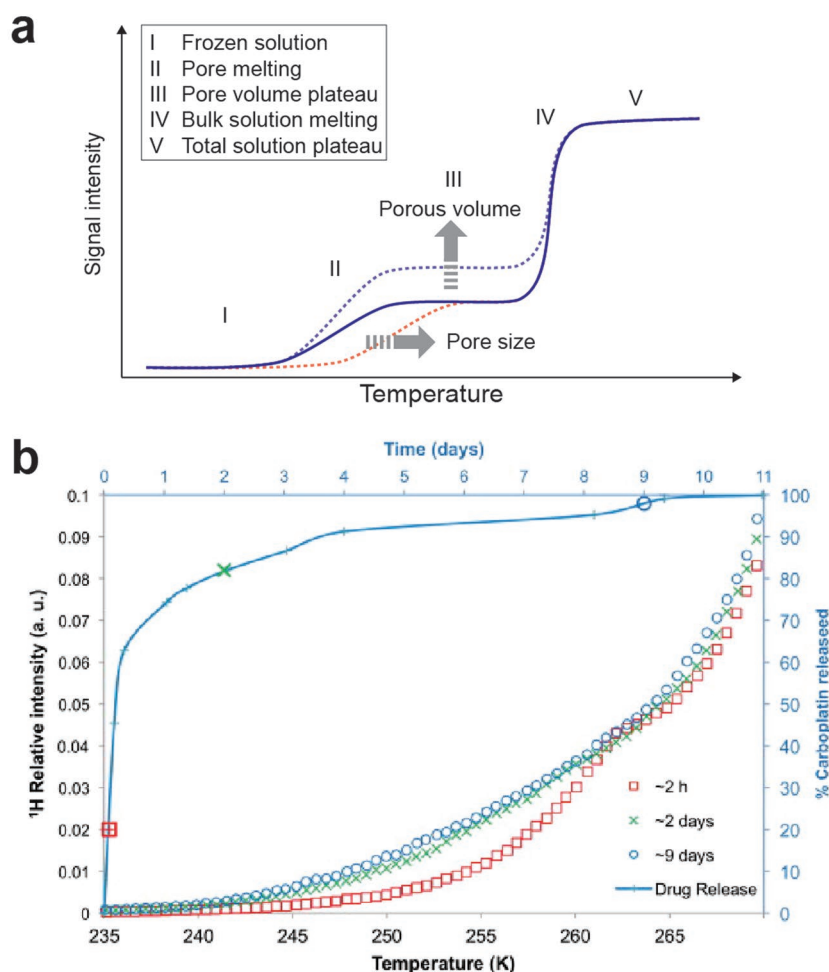 a
I Frozen solution
II Pore melting
III Pore volume plateau
IV Bulk solution melting
V Total solution plateau
Signal intensity
I
II
III
Porous volume
IV
V
Pore size
Temperature
b
Time (days)
0 1 2 3 4 5 6 7 8 9 10 11
¹H Relative intensity (a. u.)
0.1
0.09
0.08
0.07
0.06
0.05
0.04
0.03
0.02
0.01
0
100
90
80
70
60
50
40
30
20
10
0
% Carboplatin releaseed
~2 h
~2 days
~9 days
Drug Release
235 240 245 250 255 260 265
Temperature (K)